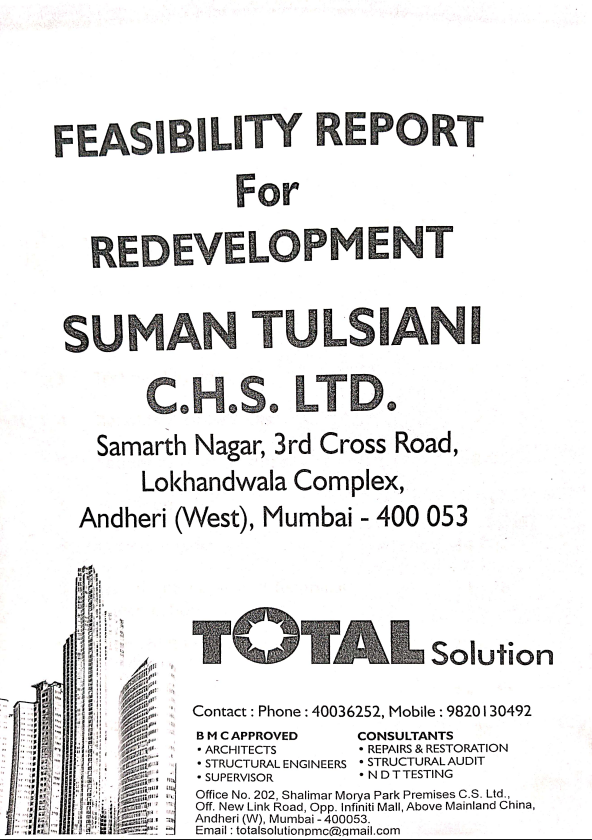 FEASIBILITY REPORT
For
REDEVELOPMENT
SUMAN TULSIANI
C.H.S. LTD.
Samarth Nagar, 3rd Cross Road,
Lokhandwala Complex,
Andheri (West), Mumbai - 400 053
TOTAL Solution
Contact : Phone : 40036252, Mobile : 9820130492
B M C APPROVED
• ARCHITECTS
• STRUCTURAL ENGINEERS
• SUPERVISOR
CONSULTANTS
• REPAIRS & RESTORATION
• STRUCTURAL AUDIT
• N D T TESTING
Office No. 202, Shalimar Morya Park Premises C.S. Ltd.,
Off. New Link Road, Opp. Infiniti Mall, Above Mainland China,
Andheri (W), Mumbai - 400053.
Email : totalsolutionpmc@gmail.com